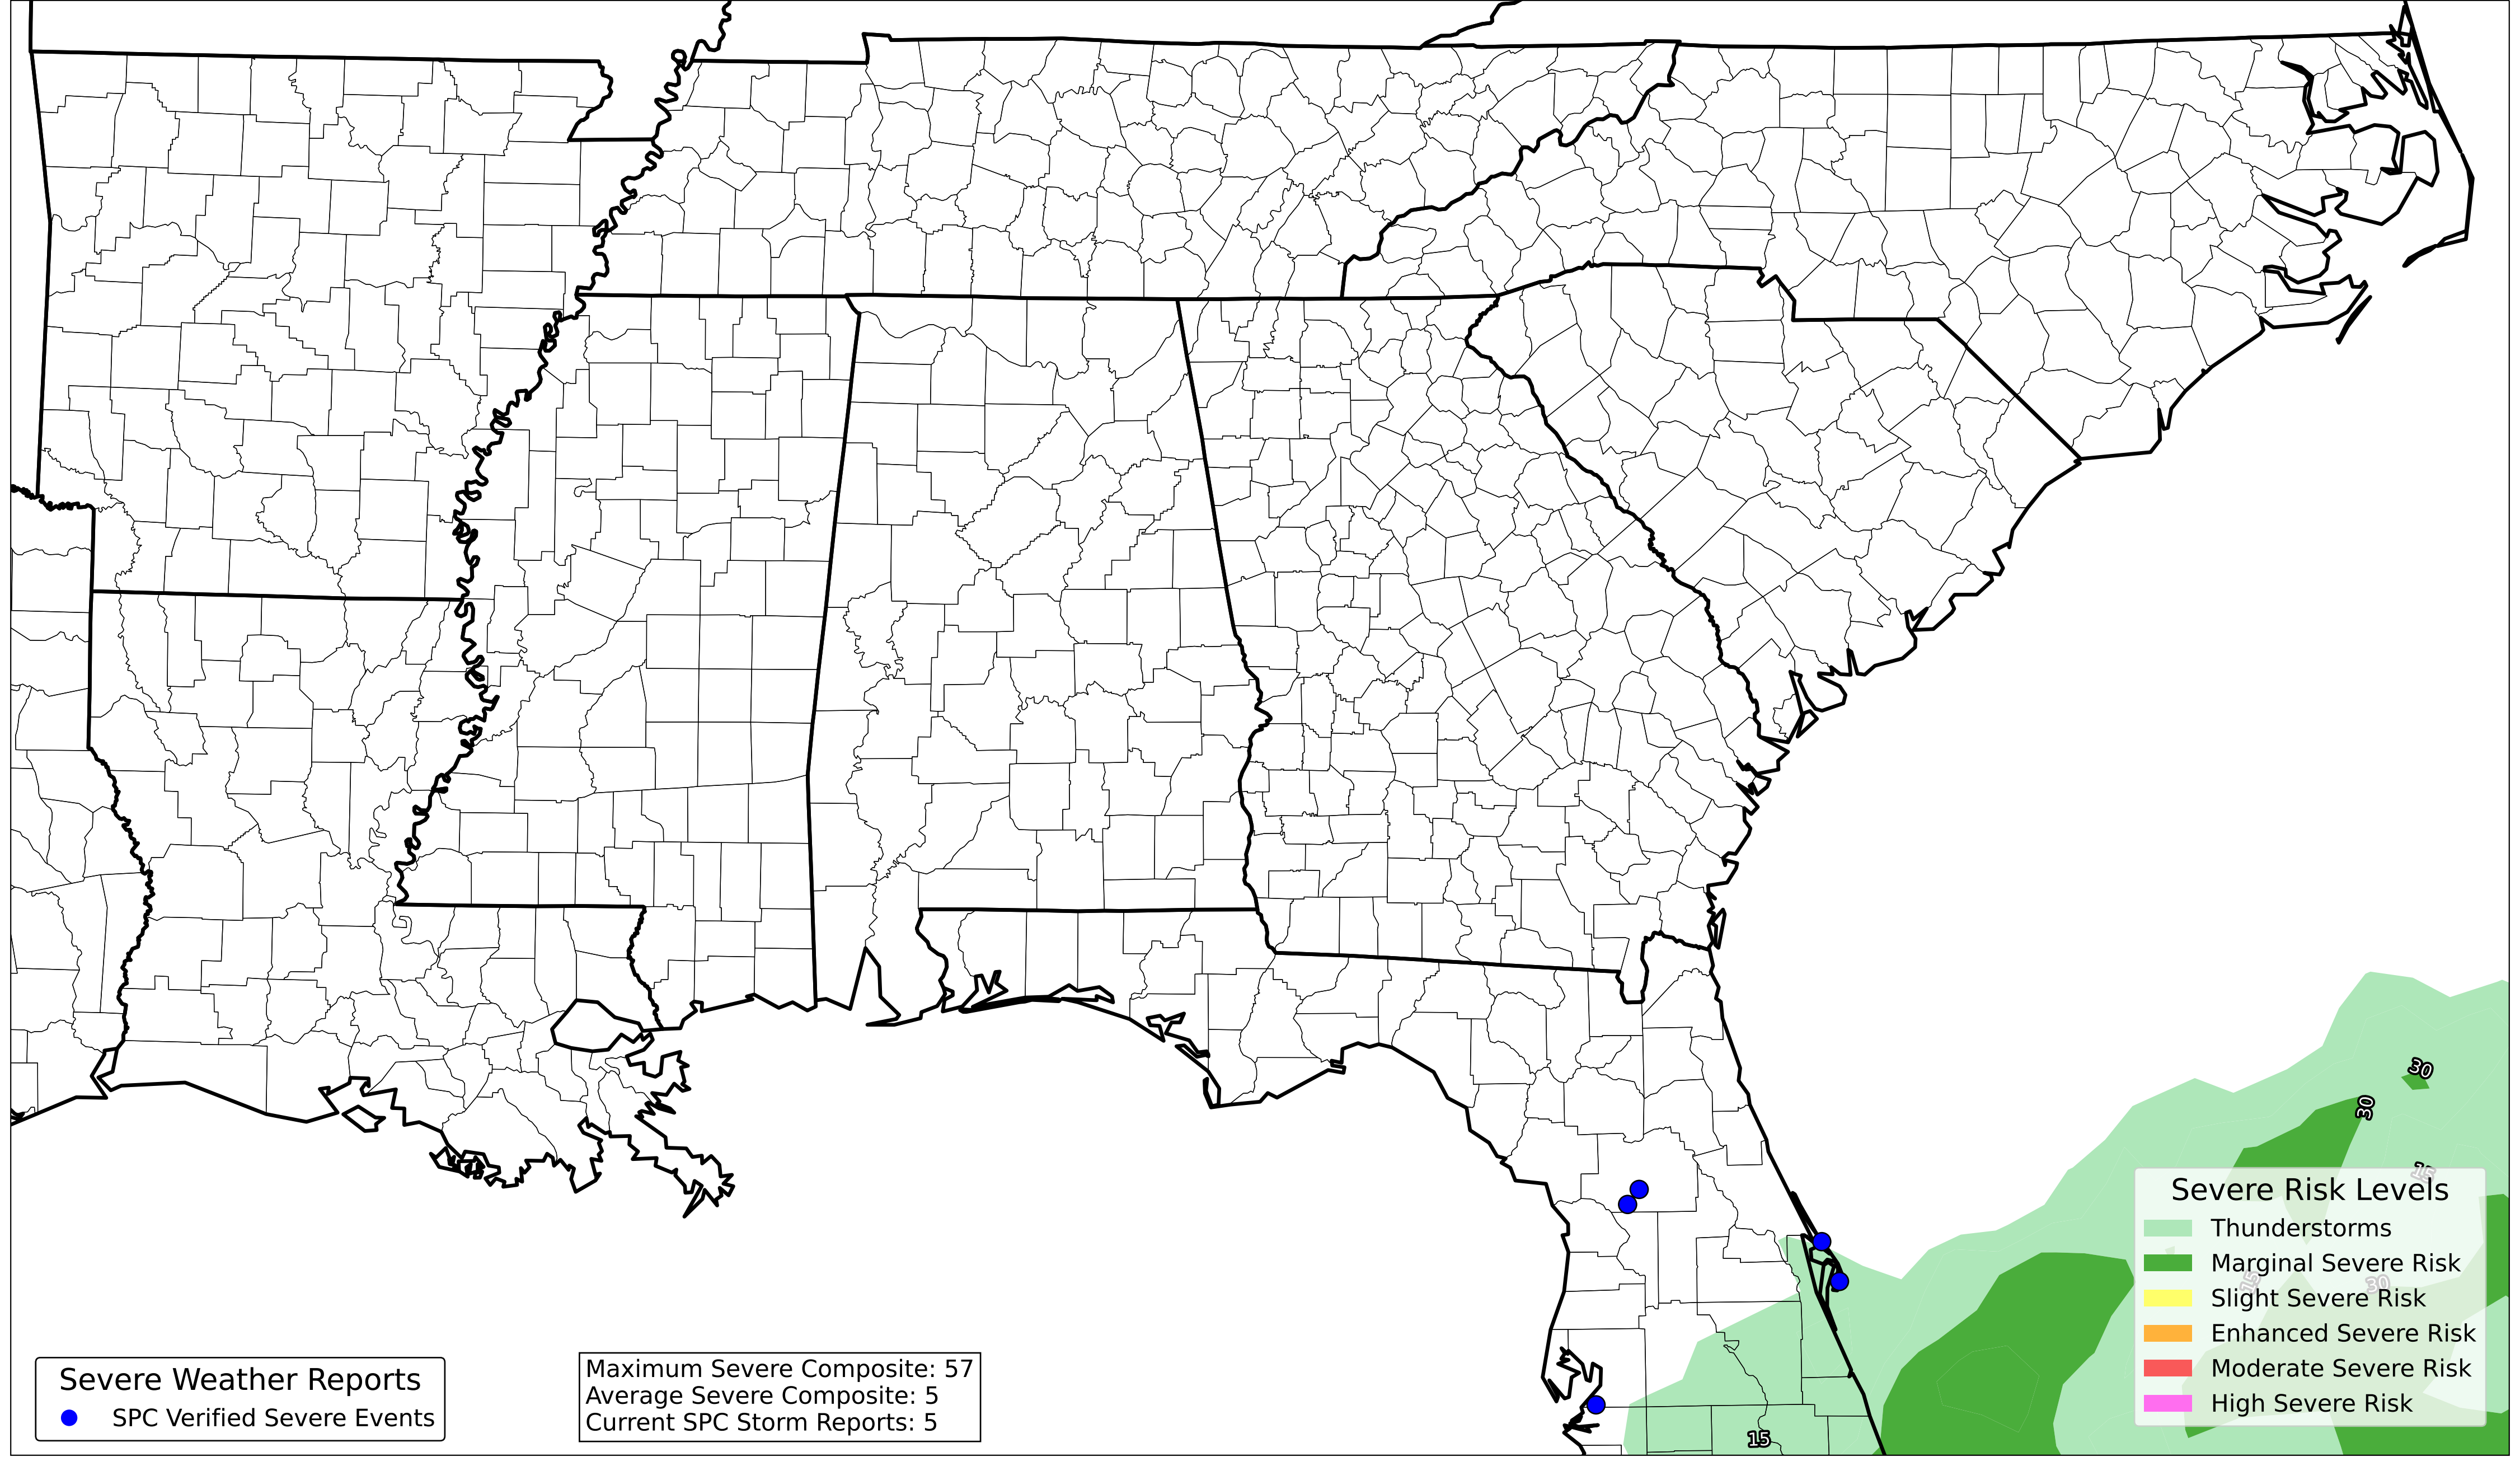 30
30
15
Severe Risk Levels
Thunderstorms
Marginal Severe Risk
15
30
Slight Severe Risk
Enhanced Severe Risk
Moderate Severe Risk
High Severe Risk
Severe Weather Reports
SPC Verified Severe Events
Maximum Severe Composite: 57
Average Severe Composite: 5
Current SPC Storm Reports: 5
15